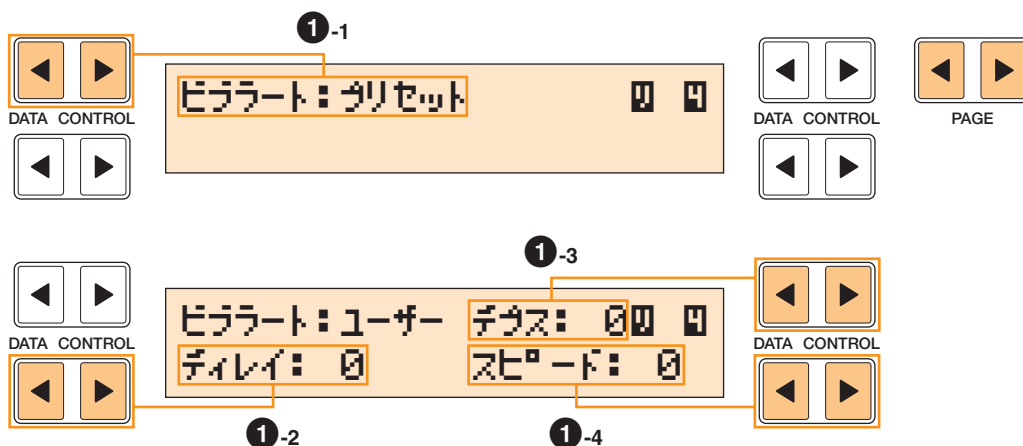 ❶-1
ビブラート：プリセット
DATA CONTROL
DATA CONTROL
PAGE
❶-3
ビブラート：ユーザー デプス： 0
ディレイ： 0 スピード： 0
DATA CONTROL
DATA CONTROL
❶-2
❶-4